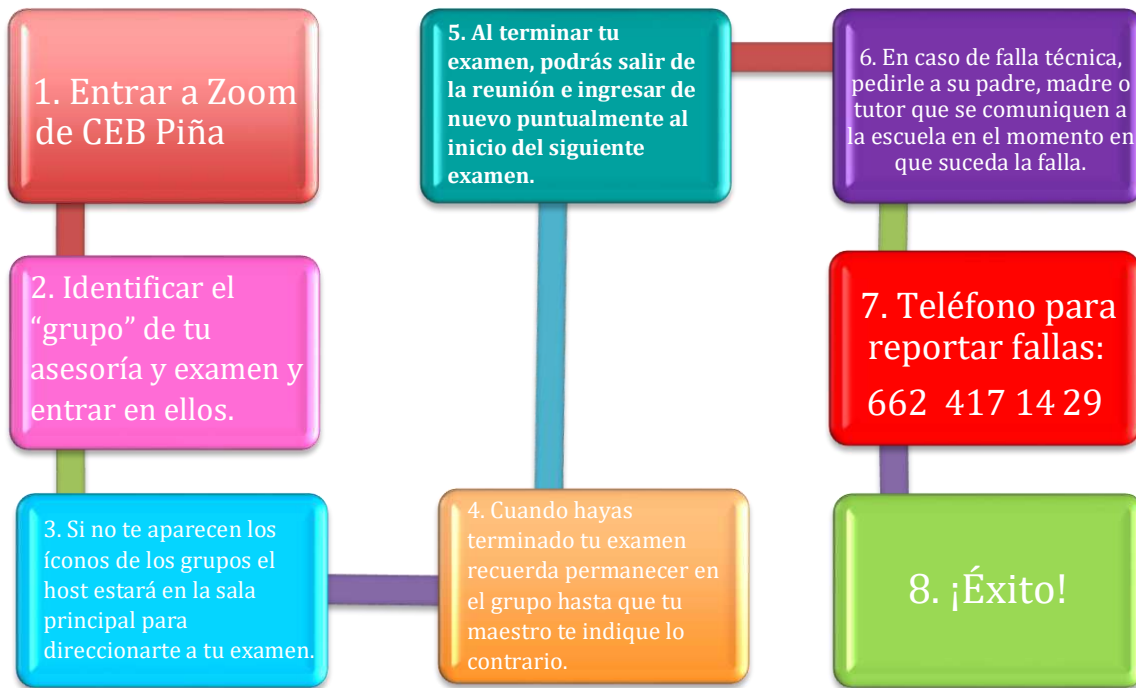 1. Entrar a Zoom
de CEB Piña
2. Identificar el
“grupo” de tu
asesoría y examen y
entrar en ellos.
3. Si no te aparecen los
íconos de los grupos el
host estará en la sala
principal para
direccionarte a tu examen.
4. Cuando hayas
terminado tu examen
recuerda permanecer en
el grupo hasta que tu
maestro te indique lo
contrario.
5. Al terminar tu
examen, podrás salir de
la reunión e ingresar de
nuevo puntualmente al
inicio del siguiente
examen.
6. En caso de falla técnica,
pedirle a su padre, madre o
tutor que se comuniquen a
la escuela en el momento en
que suceda la falla.
7. Teléfono para
reportar fallas:
662 417 14 29
8. ¡Éxito!